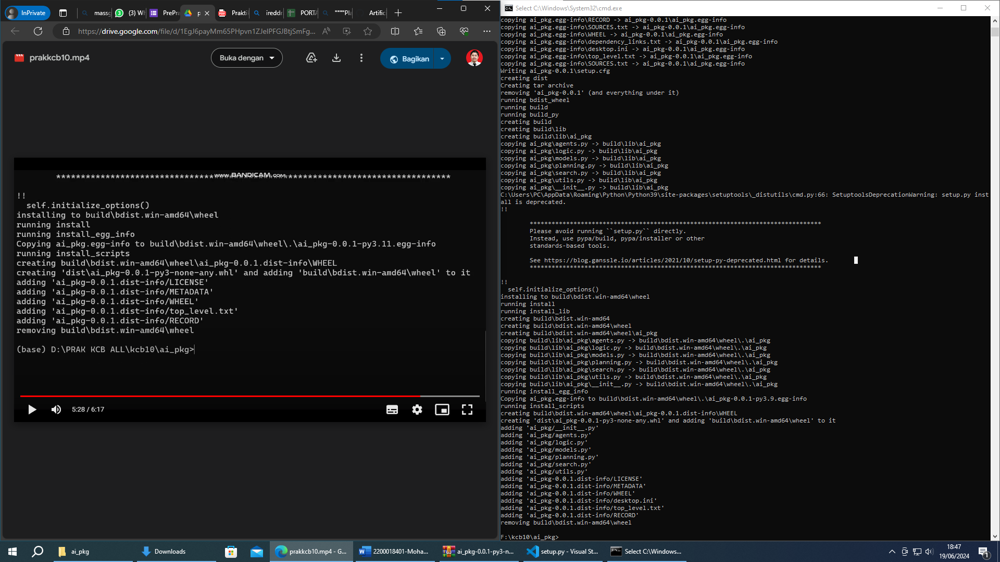 InPrivate
massg
(3) Wh
PrePra
p
Prakti
ireddr
PORTA
""""Pla
Artific
https://drive.google.com/file/d/1EgJ6payMm65PHpvn1ZJeIPFGJBtjSmFg...
prakkcb10.mp4
Buka dengan
Bagikan
www.BANDICAM.com
********************************************************************************
!!
self.initialize_options()
installing to build\bdist.win-amd64\wheel
running install
running install_egg_info
Copying ai_pkg.egg-info to build\bdist.win-amd64\wheel\.\ai_pkg-0.0.1-py3.11.egg-info
running install_scripts
creating build\bdist.win-amd64\wheel\ai_pkg-0.0.1.dist-info\WHEEL
creating 'dist\ai_pkg-0.0.1-py3-none-any.whl' and adding 'build\bdist.win-amd64\wheel' to it
adding 'ai_pkg-0.0.1.dist-info/LICENSE'
adding 'ai_pkg-0.0.1.dist-info/METADATA'
adding 'ai_pkg-0.0.1.dist-info/WHEEL'
adding 'ai_pkg-0.0.1.dist-info/top_level.txt'
adding 'ai_pkg-0.0.1.dist-info/RECORD'
removing build\bdist.win-amd64\wheel
(base) D:\PRAK KCB ALL\kcb10\ai_pkg>
5:28 / 6:17
Select C:\Windows\System32\cmd.exe
copying ai_pkg.egg-info\RECORD -> ai_pkg-0.0.1\ai_pkg.egg-info
copying ai_pkg.egg-info\SOURCES.txt -> ai_pkg-0.0.1\ai_pkg.egg-info
copying ai_pkg.egg-info\WHEEL -> ai_pkg-0.0.1\ai_pkg.egg-info
copying ai_pkg.egg-info\dependency_links.txt -> ai_pkg-0.0.1\ai_pkg.egg-info
copying ai_pkg.egg-info\desktop.ini -> ai_pkg-0.0.1\ai_pkg.egg-info
copying ai_pkg.egg-info\top_level.txt -> ai_pkg-0.0.1\ai_pkg.egg-info
copying ai_pkg.egg-info\SOURCES.txt -> ai_pkg-0.0.1\ai_pkg.egg-info
Writing ai_pkg-0.0.1\setup.cfg
creating dist
Creating tar archive
removing 'ai_pkg-0.0.1' (and everything under it)
running bdist_wheel
running build
running build_py
creating build
creating build\lib
creating build\lib\ai_pkg
copying ai_pkg\agents.py -> build\lib\ai_pkg
copying ai_pkg\logic.py -> build\lib\ai_pkg
copying ai_pkg\models.py -> build\lib\ai_pkg
copying ai_pkg\planning.py -> build\lib\ai_pkg
copying ai_pkg\search.py -> build\lib\ai_pkg
copying ai_pkg\utils.py -> build\lib\ai_pkg
copying ai_pkg\__init__.py -> build\lib\ai_pkg
C:\Users\PC\AppData\Roaming\Python\Python39\site-packages\setuptools\_distutils\cmd.py:66: SetuptoolsDeprecationWarning: setup.py inst
all is deprecated.
!!
********************************************************************************
Please avoid running ``setup.py`` directly.
Instead, use pypa/build, pypa/installer or other
standards-based tools.
See https://blog.ganssle.io/articles/2021/10/setup-py-deprecated.html for details.
********************************************************************************
!!
self.initialize_options()
installing to build\bdist.win-amd64\wheel
running install
running install_lib
creating build\bdist.win-amd64
creating build\bdist.win-amd64\wheel
creating build\bdist.win-amd64\wheel\ai_pkg
copying build\lib\ai_pkg\agents.py -> build\bdist.win-amd64\wheel\.\ai_pkg
copying build\lib\ai_pkg\logic.py -> build\bdist.win-amd64\wheel\.\ai_pkg
copying build\lib\ai_pkg\models.py -> build\bdist.win-amd64\wheel\.\ai_pkg
copying build\lib\ai_pkg\planning.py -> build\bdist.win-amd64\wheel\.\ai_pkg
copying build\lib\ai_pkg\search.py -> build\bdist.win-amd64\wheel\.\ai_pkg
copying build\lib\ai_pkg\utils.py -> build\bdist.win-amd64\wheel\.\ai_pkg
copying build\lib\ai_pkg\__init__.py -> build\bdist.win-amd64\wheel\.\ai_pkg
running install_egg_info
Copying ai_pkg.egg-info to build\bdist.win-amd64\wheel\.\ai_pkg-0.0.1-py3.9.egg-info
running install_scripts
creating build\bdist.win-amd64\wheel\ai_pkg-0.0.1.dist-info\WHEEL
creating 'dist\ai_pkg-0.0.1-py3-none-any.whl' and adding 'build\bdist.win-amd64\wheel' to it
adding 'ai_pkg/__init__.py'
adding 'ai_pkg/agents.py'
adding 'ai_pkg/logic.py'
adding 'ai_pkg/models.py'
adding 'ai_pkg/planning.py'
adding 'ai_pkg/search.py'
adding 'ai_pkg/utils.py'
adding 'ai_pkg-0.0.1.dist-info/LICENSE'
adding 'ai_pkg-0.0.1.dist-info/METADATA'
adding 'ai_pkg-0.0.1.dist-info/WHEEL'
adding 'ai_pkg-0.0.1.dist-info/desktop.ini'
adding 'ai_pkg-0.0.1.dist-info/top_level.txt'
adding 'ai_pkg-0.0.1.dist-info/RECORD'
removing build\bdist.win-amd64\wheel
F:\kcb10\ai_pkg>
ai_pkg
Downloads
prakkcb10.mp4 - G...
2200018401-Moha...
ai_pkg-0.0.1-py3-n...
setup.py - Visual St...
Select C:\Windows...
18:47
19/06/2024
1